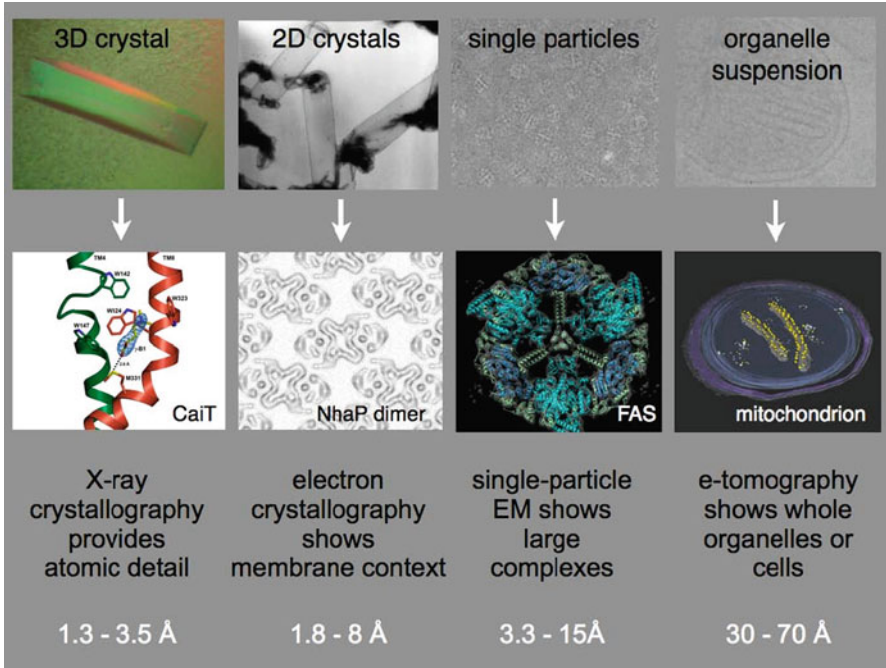 3D crystal
2D crystals
single particles
organelle
suspension
TM4
TM8
W142
W323
W324
W147
M331
CaiT
NhaP dimer
FAS
mitochondrion
X-ray
crystallography
provides
atomic detail
electron
crystallography
shows
membrane context
single-particle
EM shows
large
complexes
e-tomography
shows whole
organelles or
cells
1.3 - 3.5 Å
1.8 - 8 Å
3.3 - 15Å
30 - 70 Å